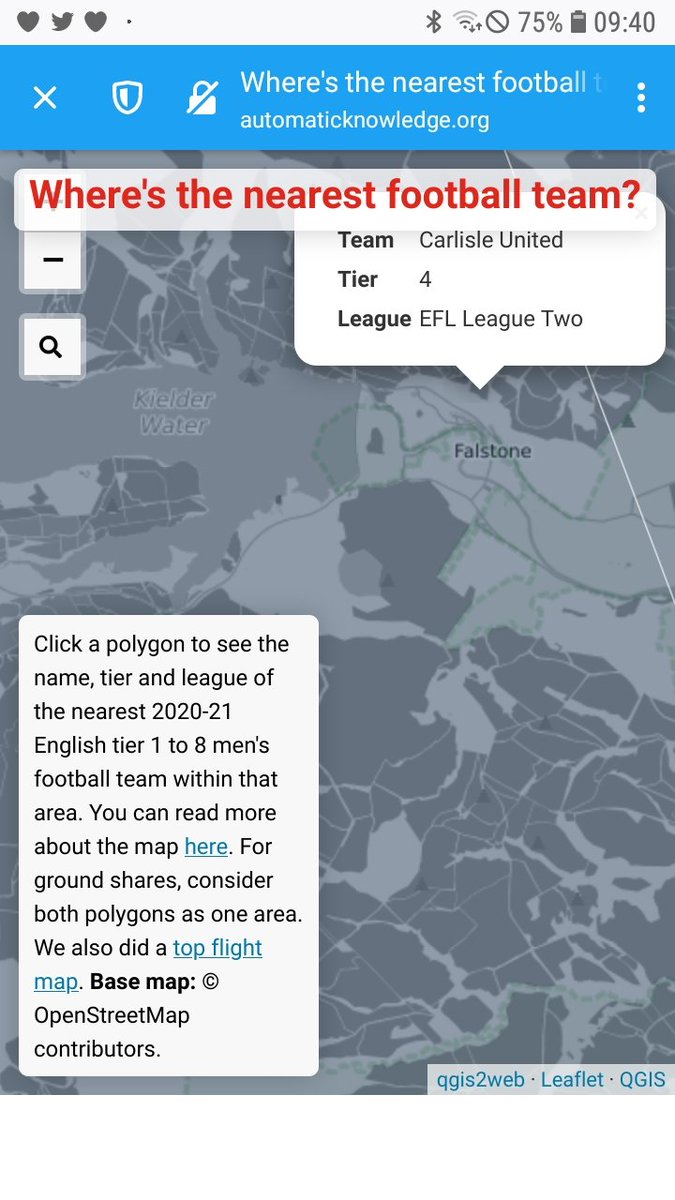 75% 09:40
Where's the nearest football t
automaticknowledge.org
Where's the nearest football team?
Team Carlisle United
Tier 4
League EFL League Two
Kielder
Water
Falstone
Click a polygon to see the
name, tier and league of
the nearest 2020-21
English tier 1 to 8 men's
football team within that
area. You can read more
about the map here. For
ground shares, consider
both polygons as one area.
We also did a top flight
map. Base map: ©
OpenStreetMap
contributors.
qgis2web · Leaflet · QGIS